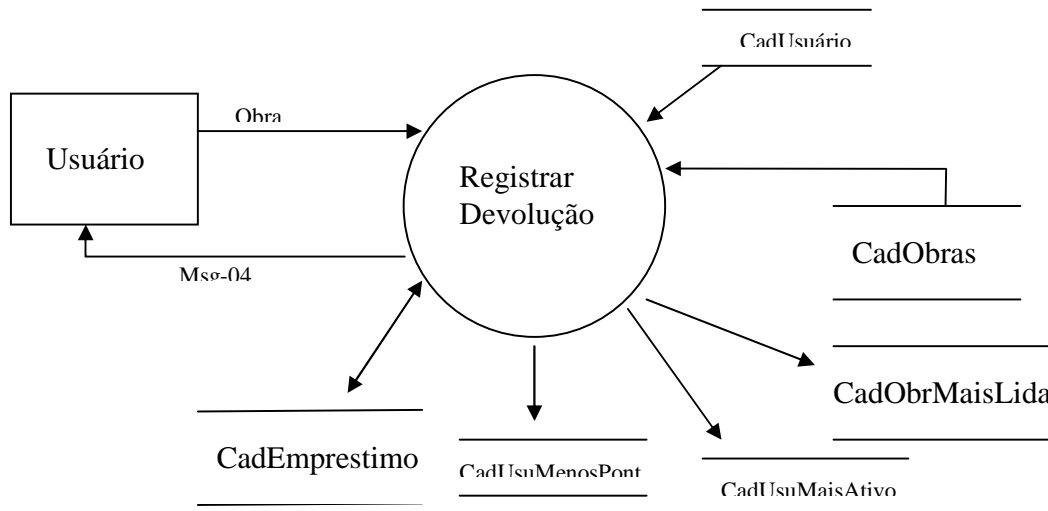 CadUsuário
Obra
Usuário
Registrar
Devolução
CadObras
Msg-04
CadObrMaisLida
CadEmprestimo
CadUsuMenosPont
CadUsuMaisAtivo